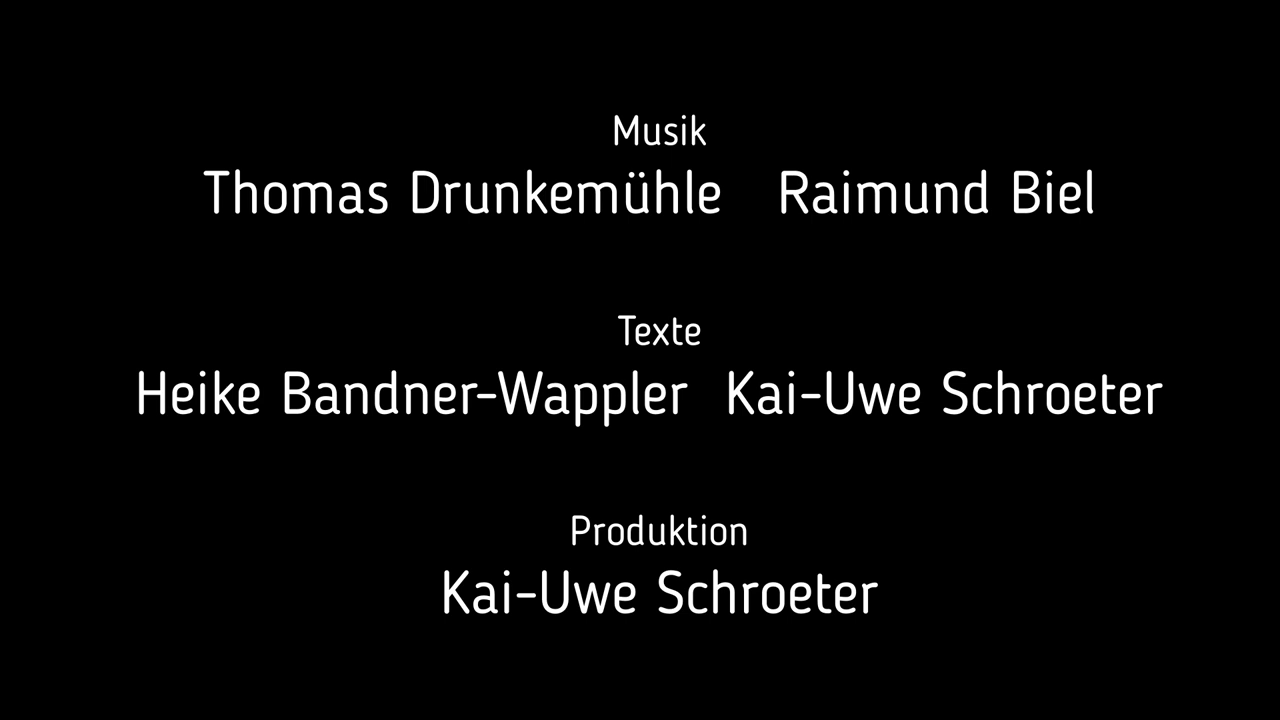 Musik
Thomas Drunkemühle Raimund Biel
Texte
Heike Bandner-Wappler Kai-Uwe Schroeter
Produktion
Kai-Uwe Schroeter